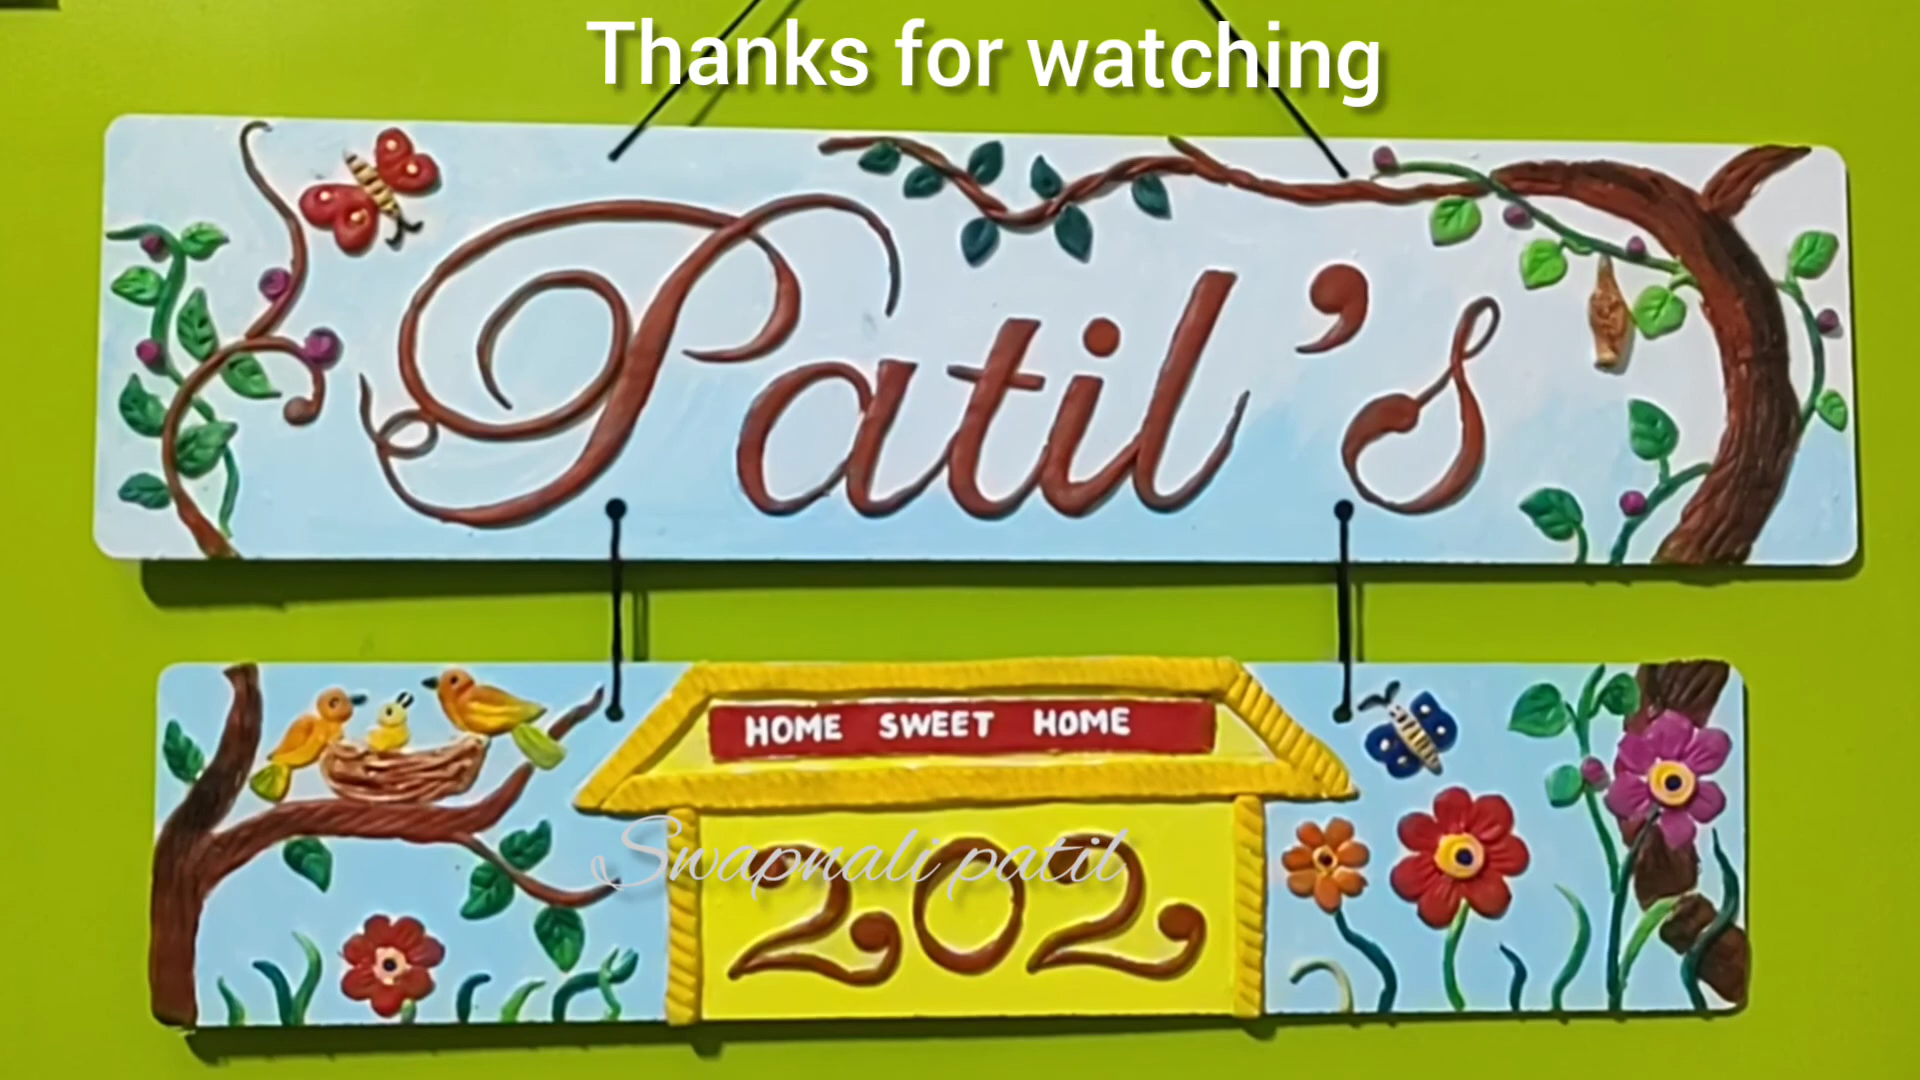 Thanks for watching
Patil's
HOME SWEET HOME
Swapnali patil
202